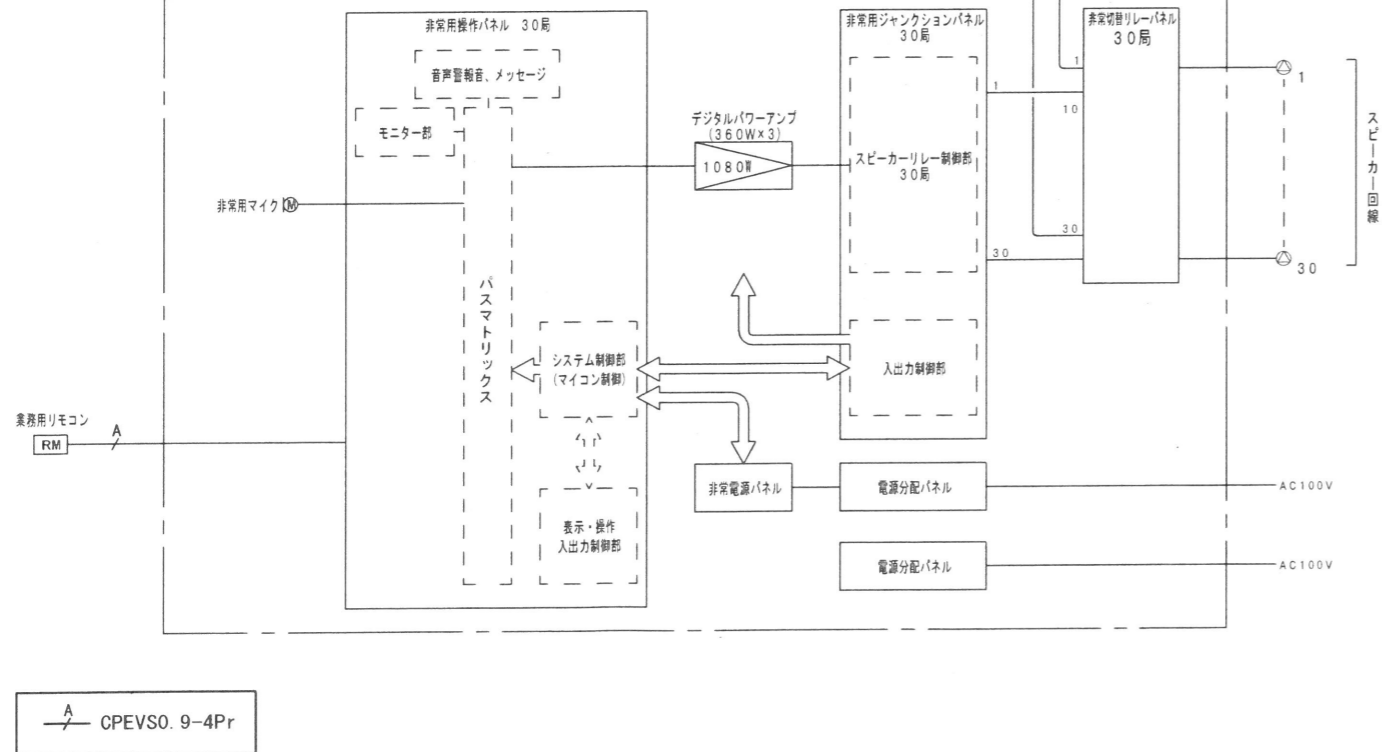 非常用操作パネル 30局
音声警報音、メッセージ
モニター部
非常用マイク
M
バスマトリックス
システム制御部
(マイコン制御)
表示・操作
入出力制御部
業務用リモコン
RM
A
デジタルパワーアンプ
(360W×3)
1080W
非常用ジャンクションパネル
30局
スピーカーリレー制御部
30局
入出力制御部
1
30
非常切替リレーパネル
30局
1
10
30
1
30
スピーカー回線
非常電源パネル
電源分配パネル
AC100V
電源分配パネル
AC100V
A
CPEVS0.9-4Pr